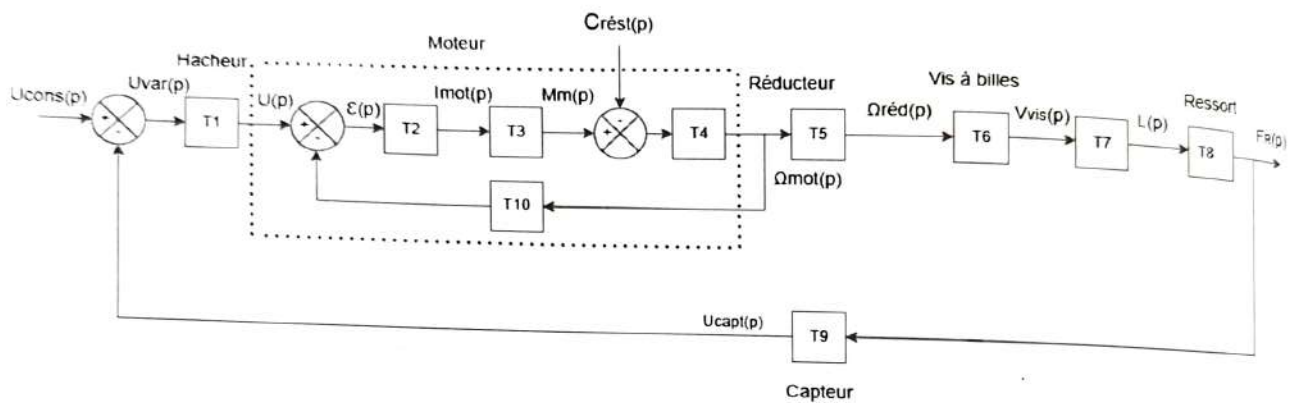 Crést(p)
Moteur
Hacheur
Réducteur
Vis à billes
Ressort
Ucons(p)
Uvar(p)
U(p)
Ɛ(p)
Imot(p)
Mm(p)
Ωréd(p)
Vvis(p)
L(p)
FR(p)
+
-
T1
+
-
T2
T3
-
+
T4
T5
T6
T7
T8
Ωmot(p)
T10
Ucapt(p)
T9
Capteur